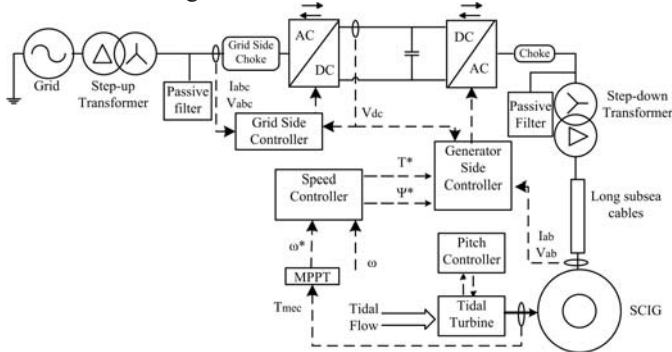 Grid
Step-up
Transformer
Passive
filter
Iabc
Vabc
Grid Side
Choke
AC
DC
Grid Side
Controller
Vdc
DC
AC
Choke
Passive
Filter
Step-down
Transformer
Speed
Controller
T*
Ψ*
Generator
Side
Controller
Long subsea
cables
Iab
Vab
ω*
ω
MPPT
Pitch
Controller
Tmec
Tidal
Flow
Tidal
Turbine
SCIG